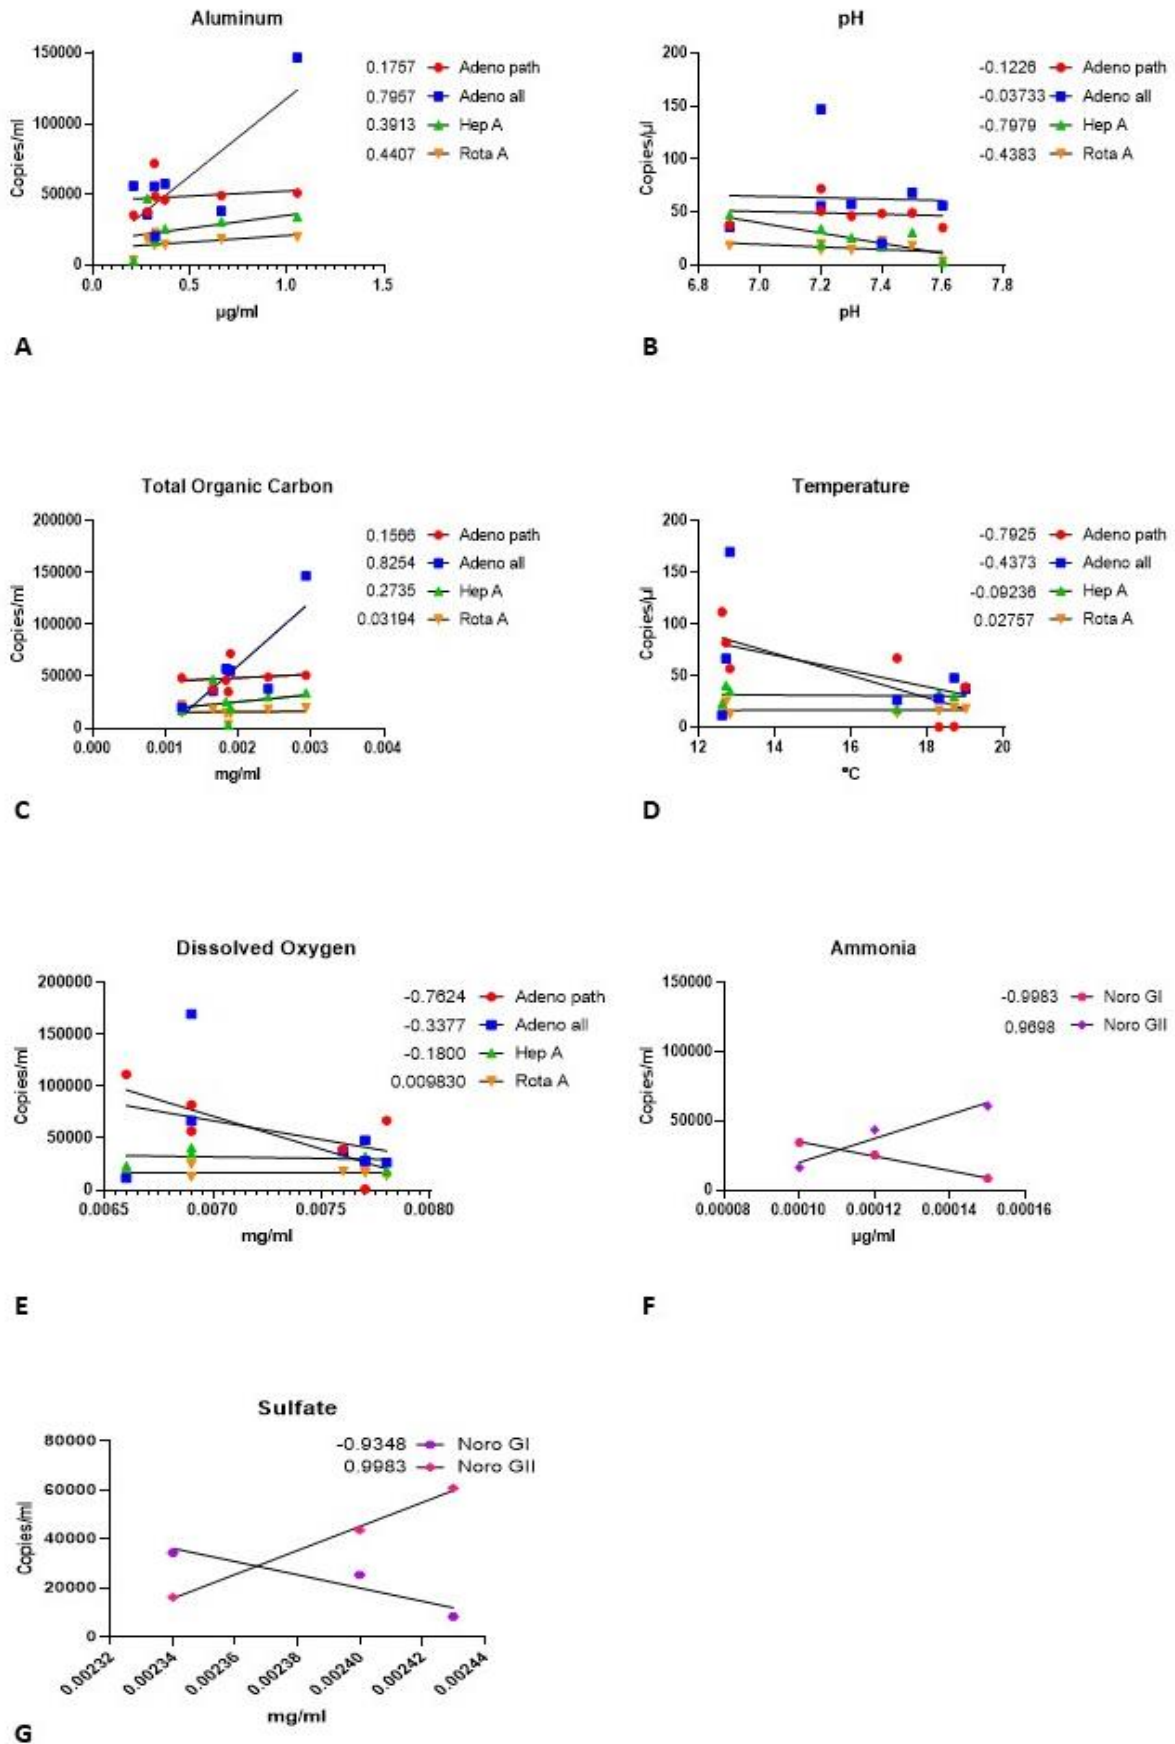 Aluminum
150000
100000
50000
0
Copies/ml
0.0 0.5 1.0 1.5
µg/ml
0.1757 Adeno path
0.7957 Adeno all
0.3913 Hep A
0.4407 Rota A
A
pH
200
150
100
50
0
Copies/µl
6.8 7.0 7.2 7.4 7.6 7.8
pH
-0.1226 Adeno path
-0.03733 Adeno all
-0.7979 Hep A
-0.4383 Rota A
B
Total Organic Carbon
200000
150000
100000
50000
0
Copies/ml
0.000 0.001 0.002 0.003 0.004
mg/ml
0.1566 Adeno path
0.8254 Adeno all
0.2735 Hep A
0.03194 Rota A
C
Temperature
200
150
100
50
0
Copies/µl
12 14 16 18 20
°C
-0.7925 Adeno path
-0.4373 Adeno all
-0.09236 Hep A
0.02757 Rota A
D
Dissolved Oxygen
200000
150000
100000
50000
0
Copies/ml
0.0065 0.0070 0.0075 0.0080
mg/ml
-0.7624 Adeno path
-0.3377 Adeno all
-0.1800 Hep A
0.009830 Rota A
E
Ammonia
150000
100000
50000
0
Copies/ml
0.00008 0.00010 0.00012 0.00014 0.00016
µg/ml
-0.9983 Noro GI
0.9698 Noro GII
F
Sulfate
80000
60000
40000
20000
0
Copies/ml
0.00232 0.00234 0.00236 0.00238 0.00240 0.00242 0.00244
mg/ml
-0.9348 Noro GI
0.9983 Noro GII
G